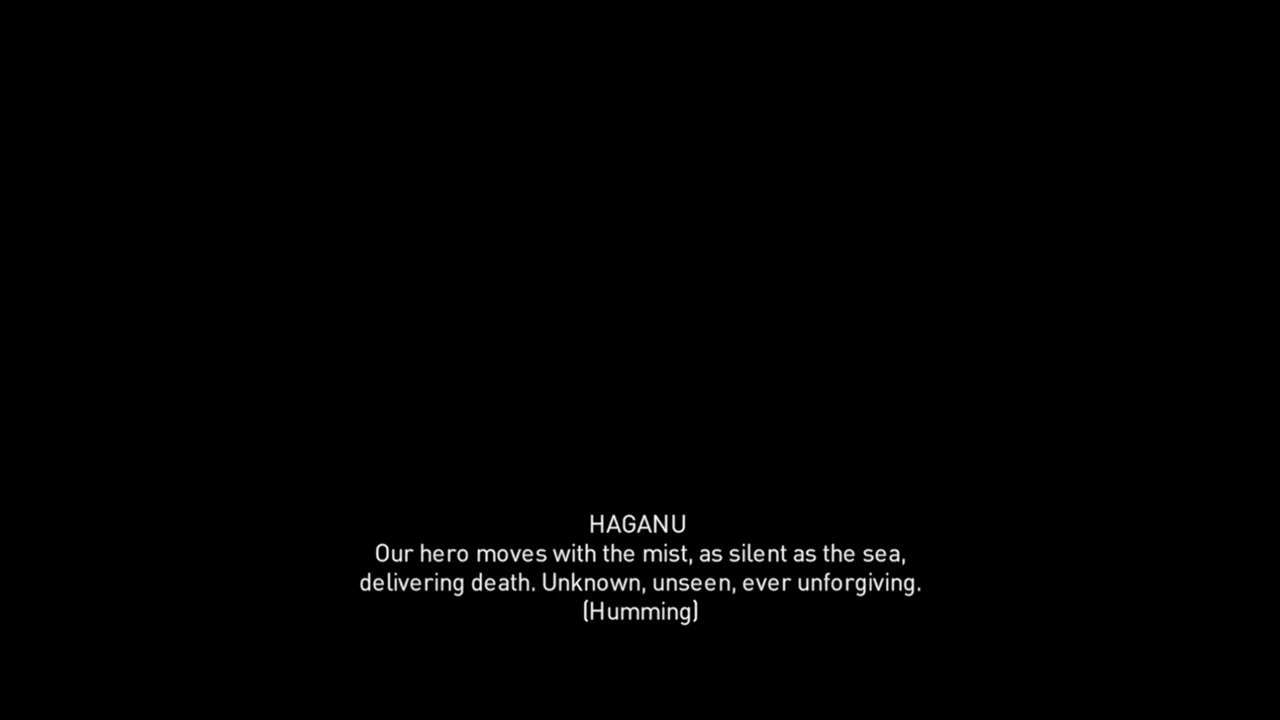 HAGANU
Our hero moves with the mist, as silent as the sea,
delivering death. Unknown, unseen, ever unforgiving.
(Humming)